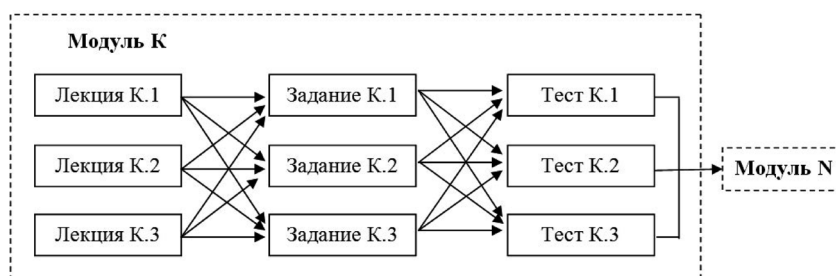 Модуль К
Лекция К.1
Задание К.1
Тест К.1
Лекция К.2
Задание К.2
Тест К.2
Модуль N
Лекция К.3
Задание К.3
Тест К.3